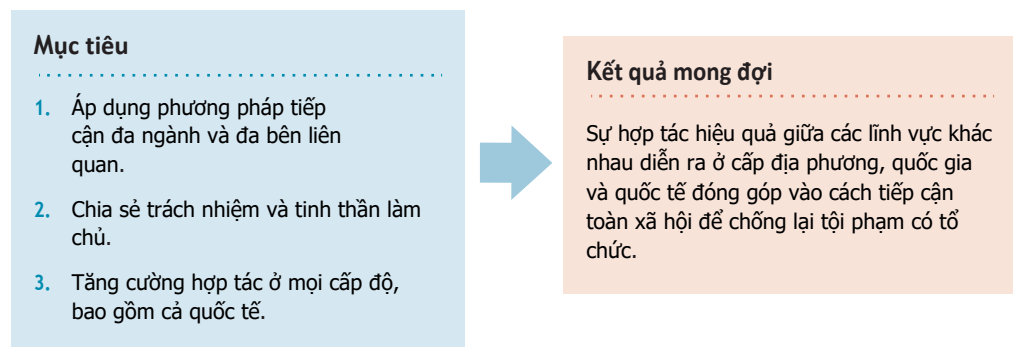 Mục tiêu
1. Áp dụng phương pháp tiếp
cận đa ngành và đa bên liên
quan.
2. Chia sẻ trách nhiệm và tinh thần làm
chủ.
3. Tăng cường hợp tác ở mọi cấp độ,
bao gồm cả quốc tế.
Kết quả mong đợi
Sự hợp tác hiệu quả giữa các lĩnh vực khác
nhau diễn ra ở cấp địa phương, quốc gia
và quốc tế đóng góp vào cách tiếp cận
toàn xã hội để chống lại tội phạm có tổ
chức.